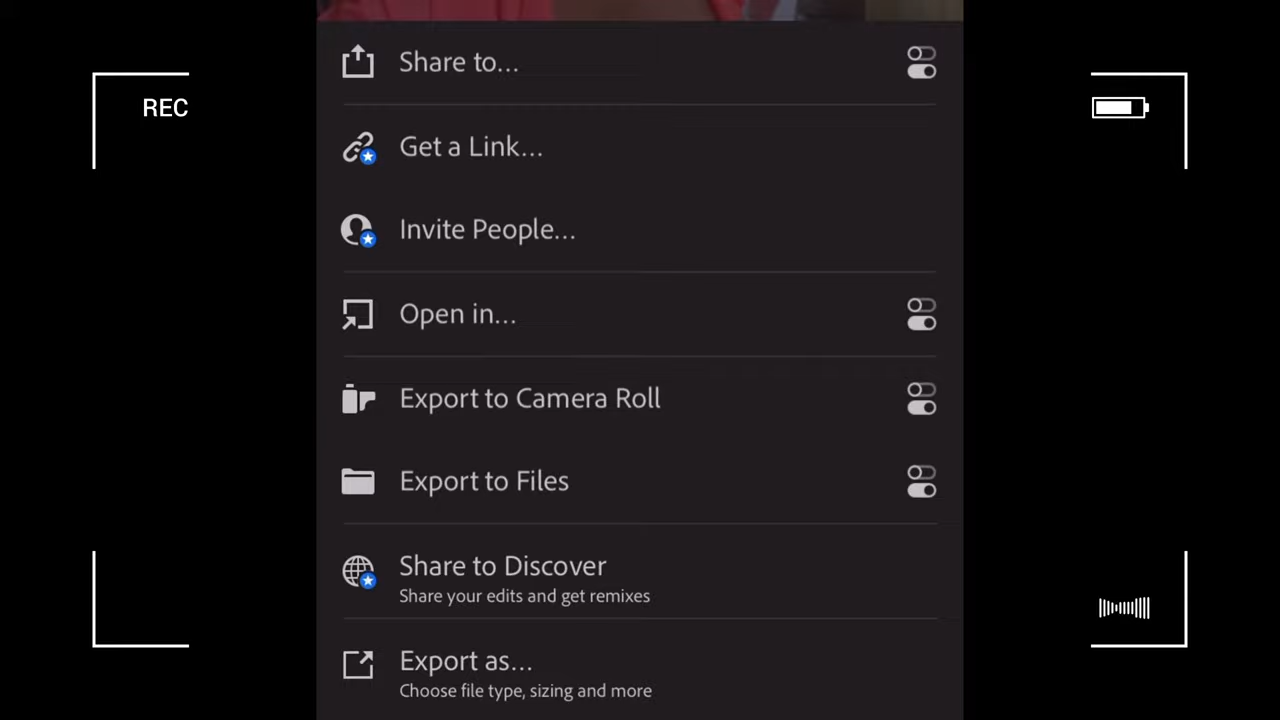 Share to...
REC
Get a Link...
Invite People...
Open in...
Export to Camera Roll
Export to Files
Share to Discover
Share your edits and get remixes
Export as...
Choose file type, sizing and more